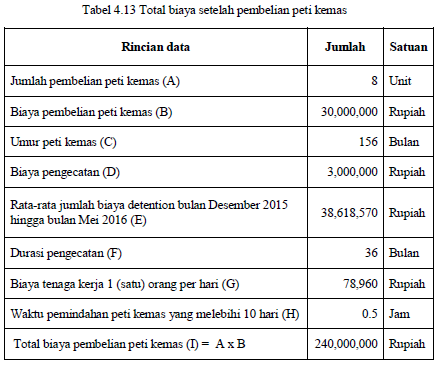 Tabel 4.13 Total biaya setelah pembelian peti kemas
Rincian data Jumlah Satuan
Jumlah pembelian peti kemas (A) 8 Unit
Biaya pembelian peti kemas (B) 30,000,000 Rupiah
Umur peti kemas (C) 156 Bulan
Biaya pengecatan (D) 3,000,000 Rupiah
Rata-rata jumlah biaya detention bulan Desember 2015
hingga bulan Mei 2016 (E) 38,618,570 Rupiah
Durasi pengecatan (F) 36 Bulan
Biaya tenaga kerja 1 (satu) orang per hari (G) 78,960 Rupiah
Waktu pemindahan peti kemas yang melebihi 10 hari (H) 0.5 Jam
Total biaya pembelian peti kemas (I) = A x B 240,000,000 Rupiah